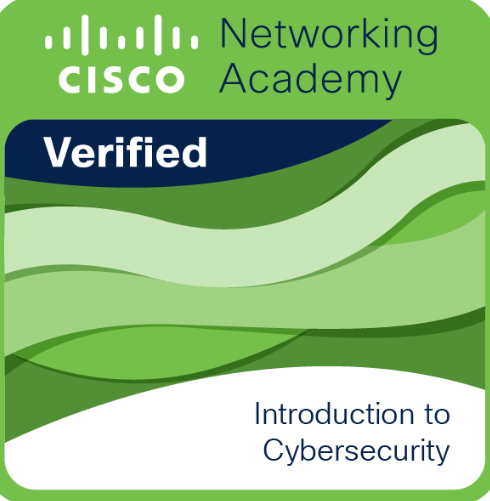 Networking
CISCO Academy
Verified
Introduction to
Cybersecurity